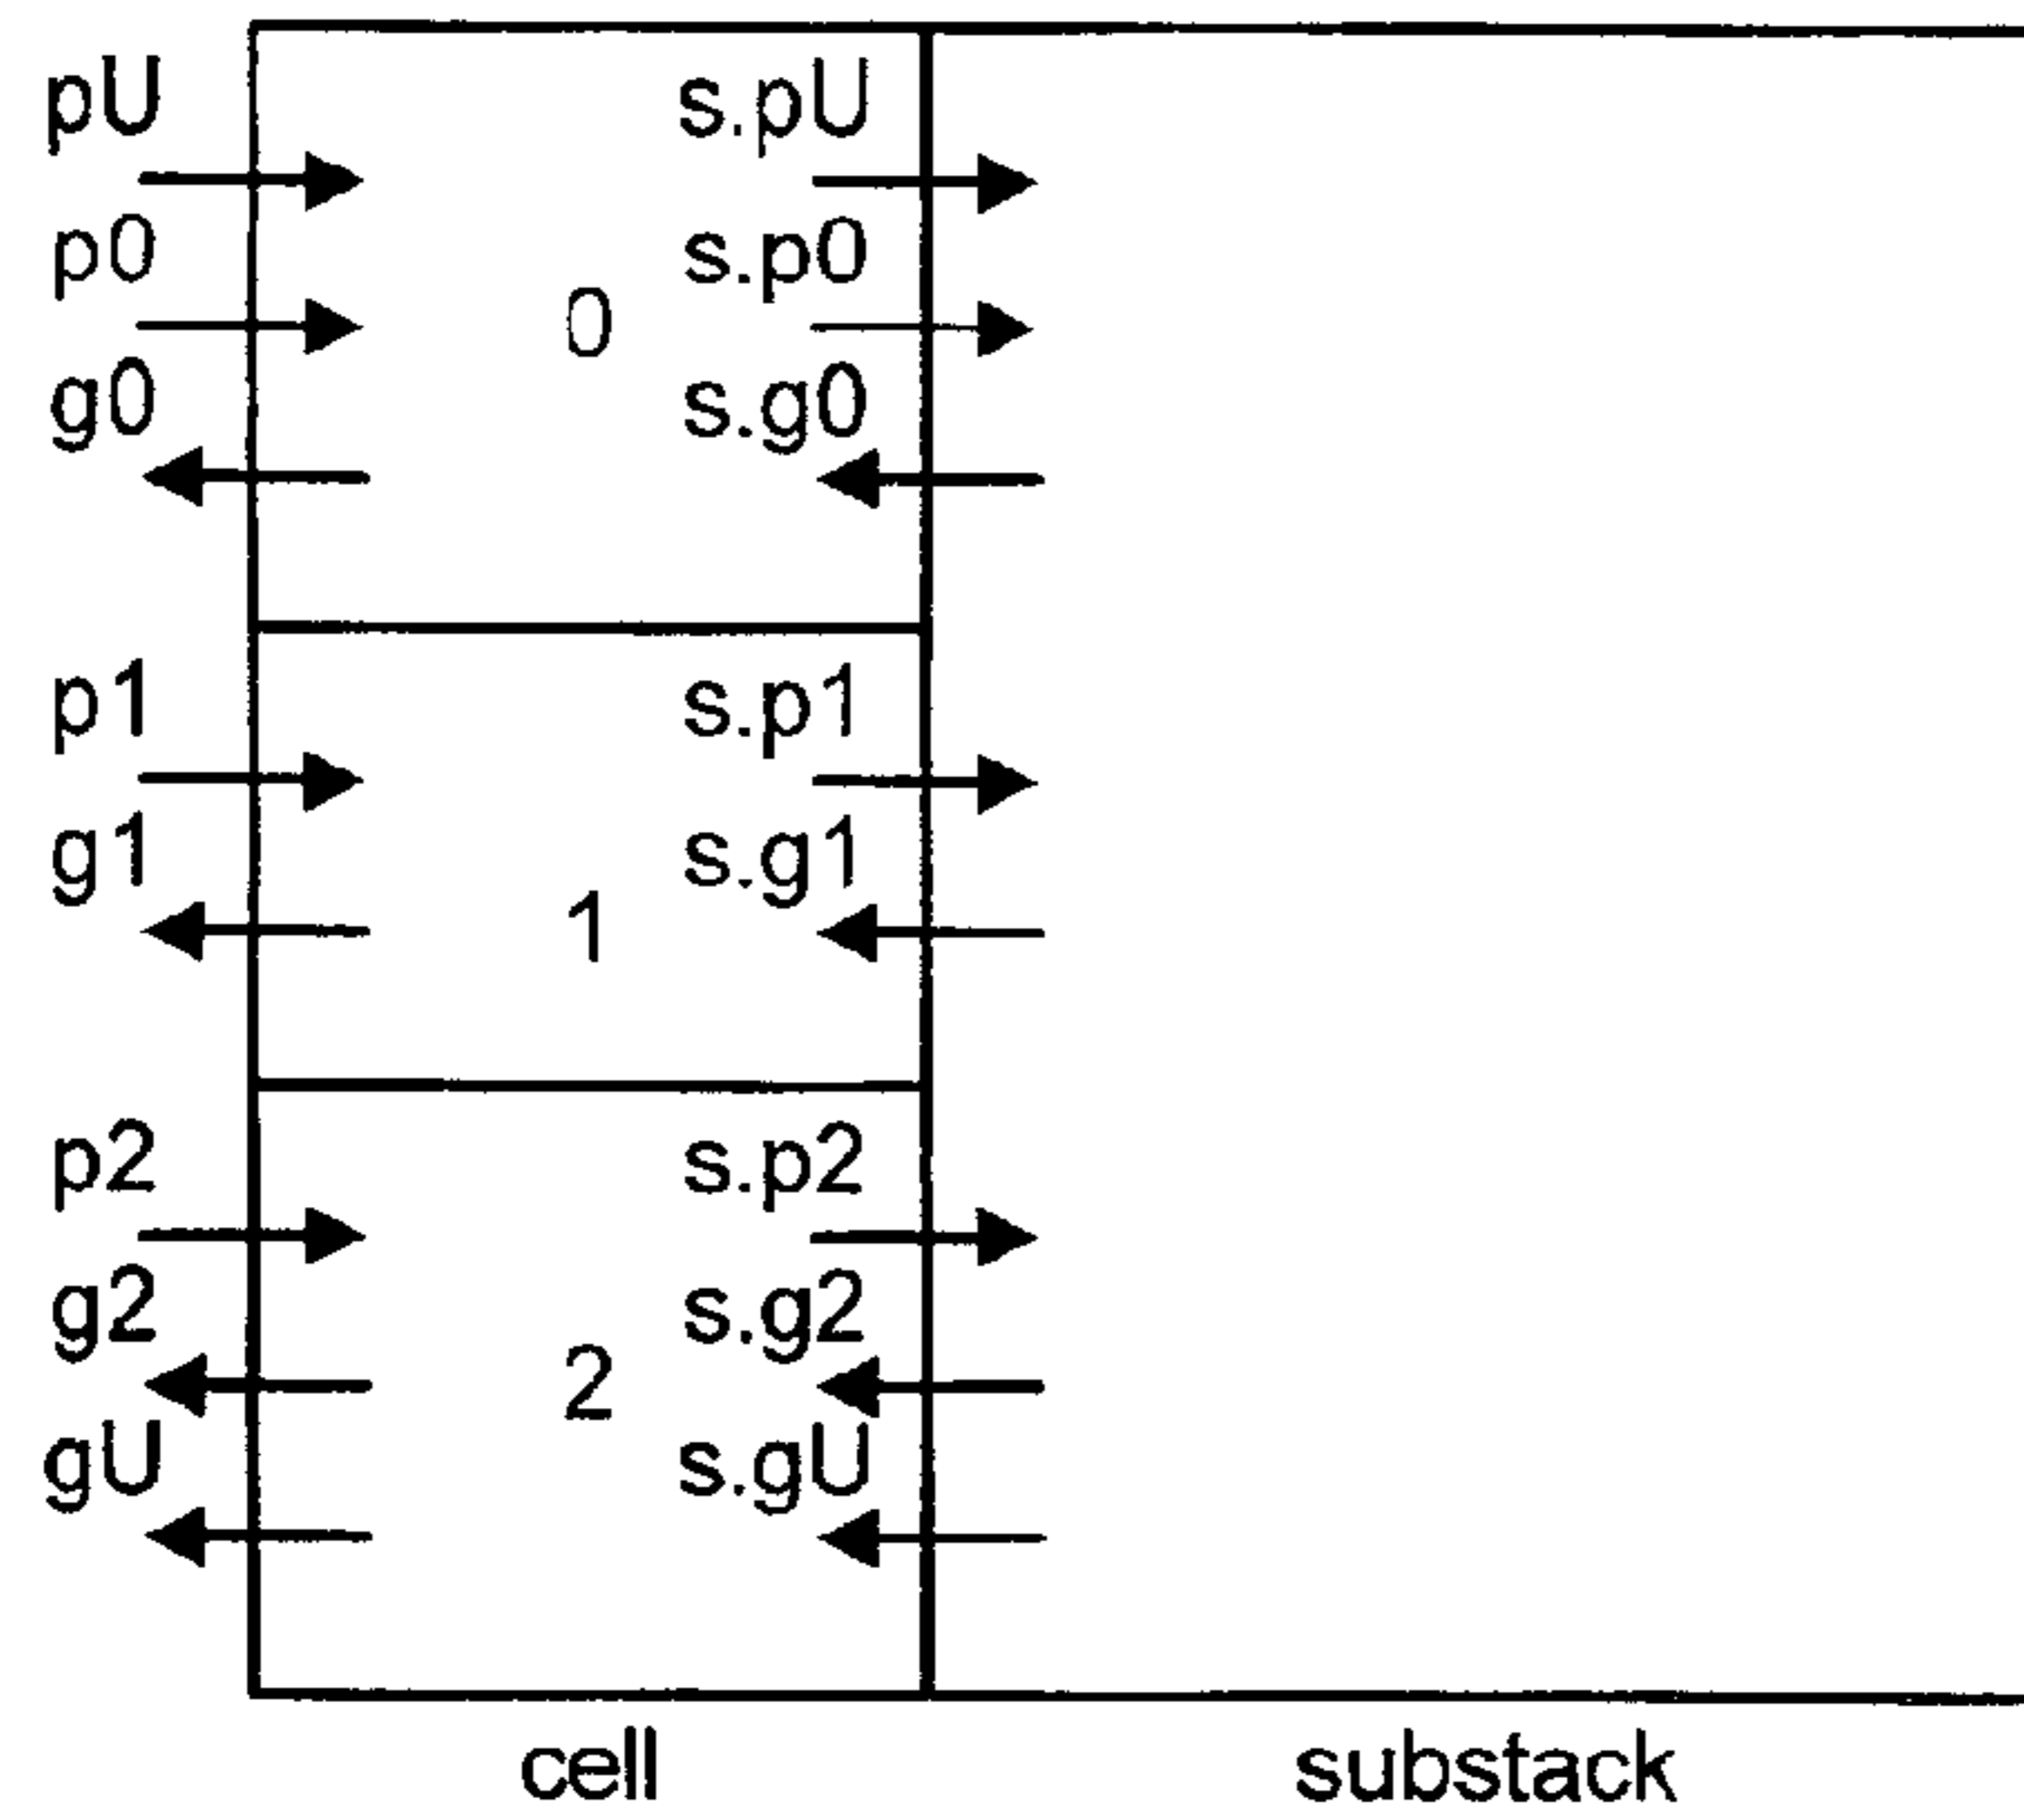 pU s.pU
p0 s.p0
0
g0 s.g0
p1 s.p1
g1 s.g1
1
p2 s.p2
g2 s.g2
2
gU s.gU
cell substack